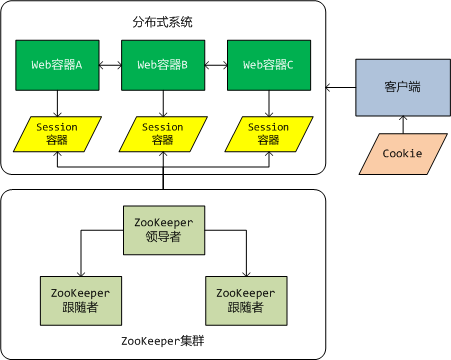 分布式系统
Web容器A
Web容器B
Web容器C
客户端
Session
容器
Session
容器
Session
容器
Cookie
ZooKeeper
领导者
ZooKeeper
跟随者
ZooKeeper
跟随者
ZooKeeper集群